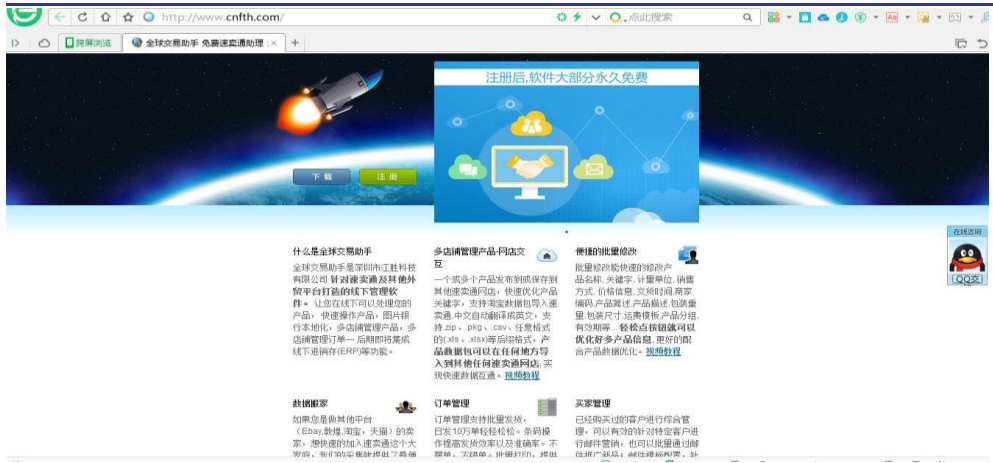 http://www.cnfth.com/
点此搜索
跨屏浏览
全球交易助手 免费速卖通助理
注册后,软件大部分永久免费
下 载
注 册
在线咨询
QQ交
什么是全球交易助手
全球交易助手是深圳市江胜科技
有限公司 针对速卖通及其他外
贸平台打造的线下管理软
件。让您在线下可以处理您的
产品，快速操作产品，图片银
行本地化，多店铺管理产品，多
店铺管理订单一 后期即将集成
线下进销存(ERP)等功能。
多店铺管理产品-网店交
互
一个或多个产品发布到或保存到
其他速卖通网店，快速优化产品
关键字，支持淘宝数据包导入速
卖通.中文自动翻译成英文，支
持.zip、.pkg、.csv、任意格式
的(.xls、.xlsx)等后缀格式，产
品数据包可以在任何地方导
入到其他任何速卖通网店.实
现快速数据互通。视频教程
便捷的批量修改
批量修改能快速的修改产
品名称.关键字.计量单位.销售
方式.价格信息.交货时间.商家
编码.产品简述.产品描述.包装重
量.包装尺寸.运费模板.产品分组.
有效期等...轻松点按钮就可以
优化好多产品信息.更好的配
合产品数据优化。视频教程
数据搬家
如果您是做其他平台
（Ebay,敦煌,淘宝，天猫）的卖
家，想快速的加入速卖通这个大
订单管理
订单管理支持批量发货，
日发10万单轻轻松松。条码操
作提高发货效率以及准确率。不
买家管理
已经购买过的客户进行综合管
理，可以有效的针对特定客户进
行邮件营销，也可以批量通过邮